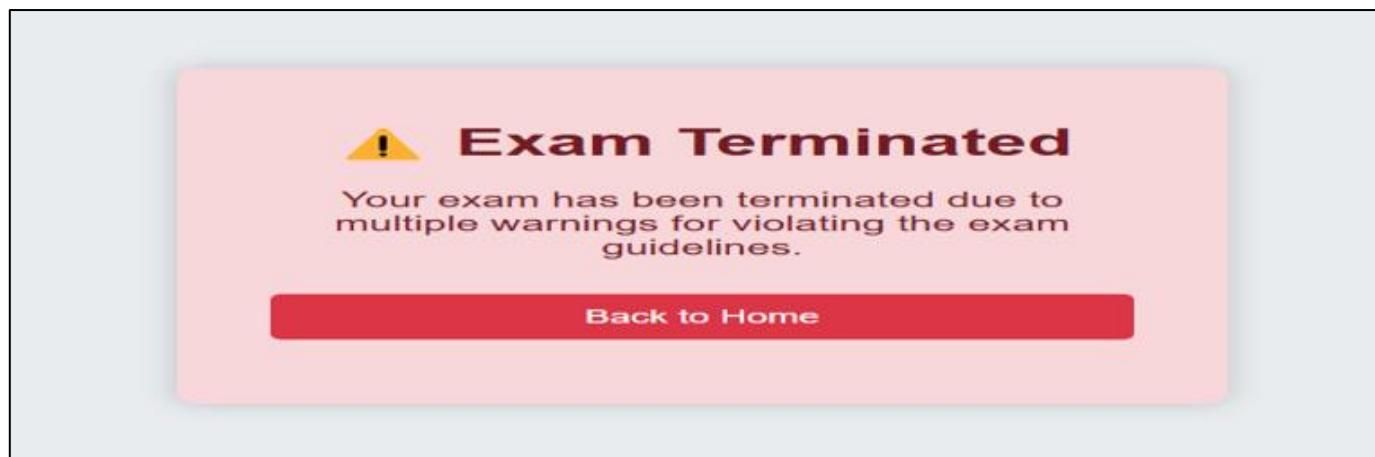 Exam Terminated
Your exam has been terminated due to
multiple warnings for violating the exam
guidelines.
Back to Home